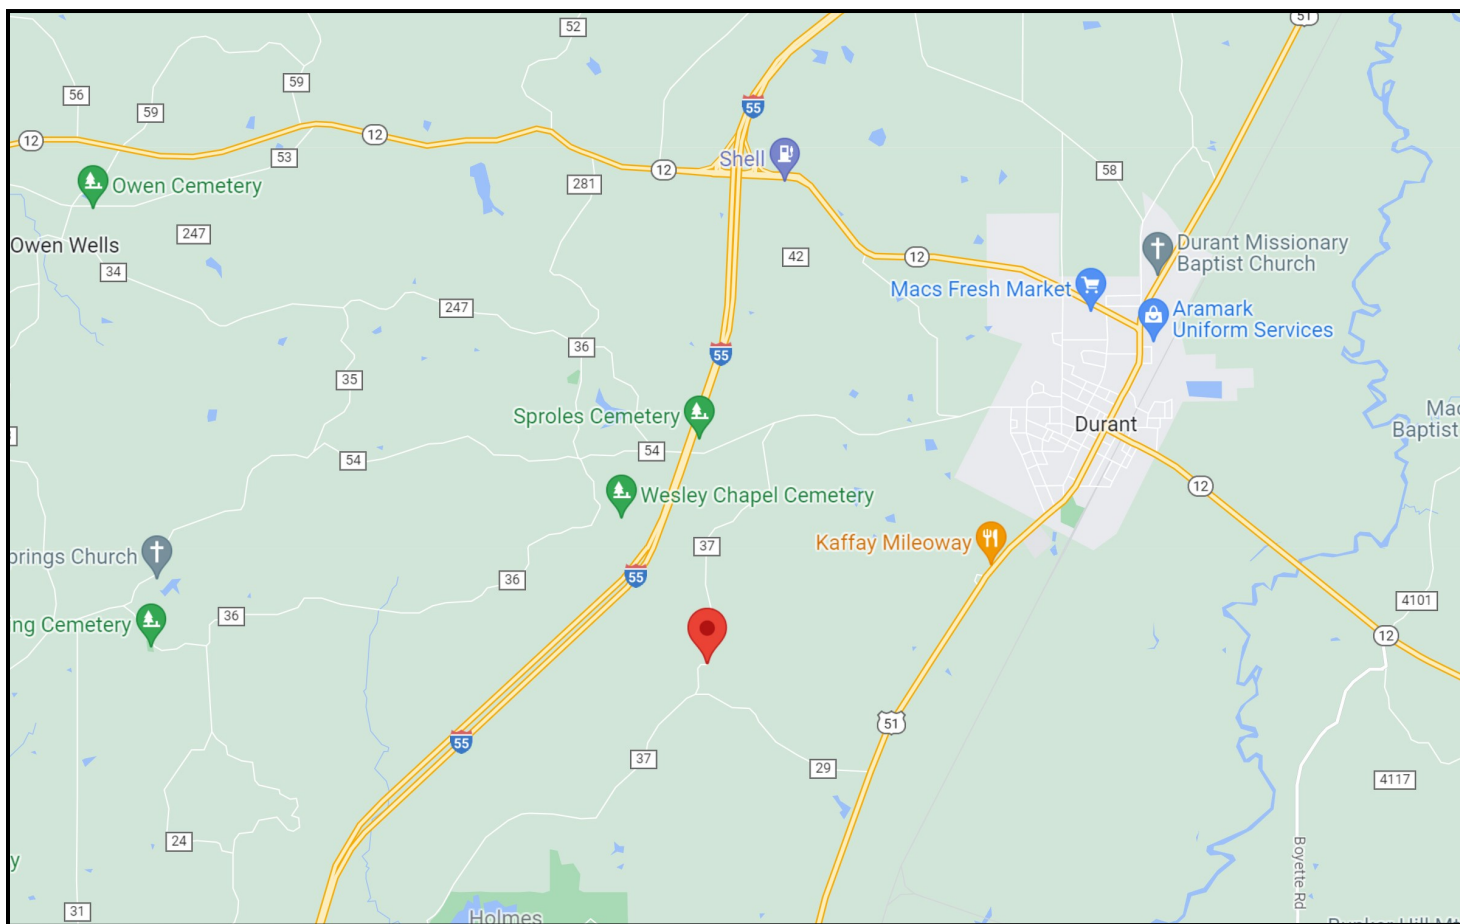 51
52
59
56
55
59
12
12
53
Shell
12
58
281
Owen Cemetery
247
Owen Wells
34
42
12
Durant Missionary
Baptist Church
Macs Fresh Market
Aramark
Uniform Services
247
36
55
35
Sproles Cemetery
Durant
Baptist
54
54
12
Wesley Chapel Cemetery
Kaffay Mileoway
37
Church
36
55
36
Cemetery
4101
12
51
55
37
29
4117
24
Boyette Rd
31
Holmes